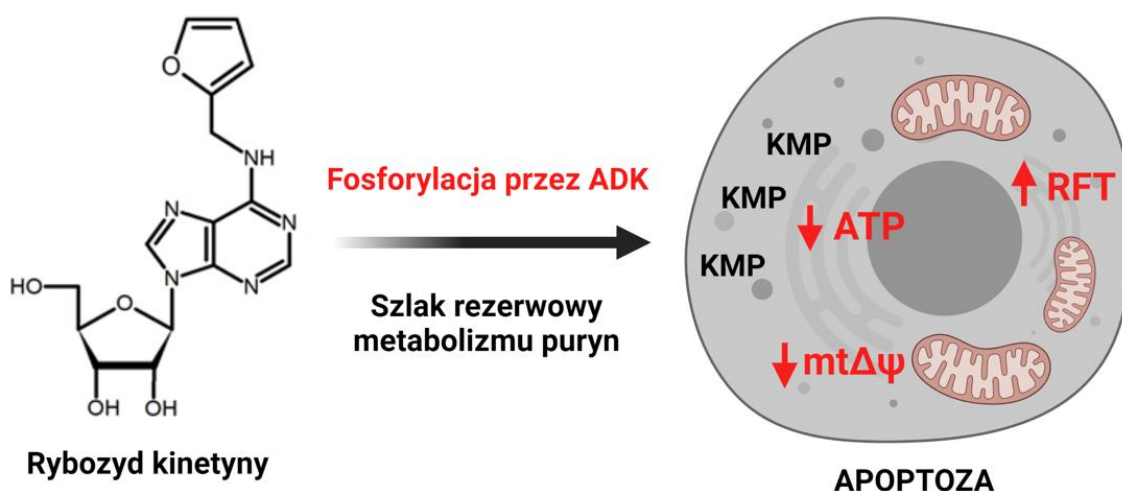 O
NH
N
N
N
N
HO
O
OH
OH
Rybozyd kinetyny
Fosforylacja przez ADK
Szlak rezerwowy
metabolizmu puryn
KMP
KMP
KMP
↓ ATP
↑ RFT
↓ mtΔψ
APOPTOZA